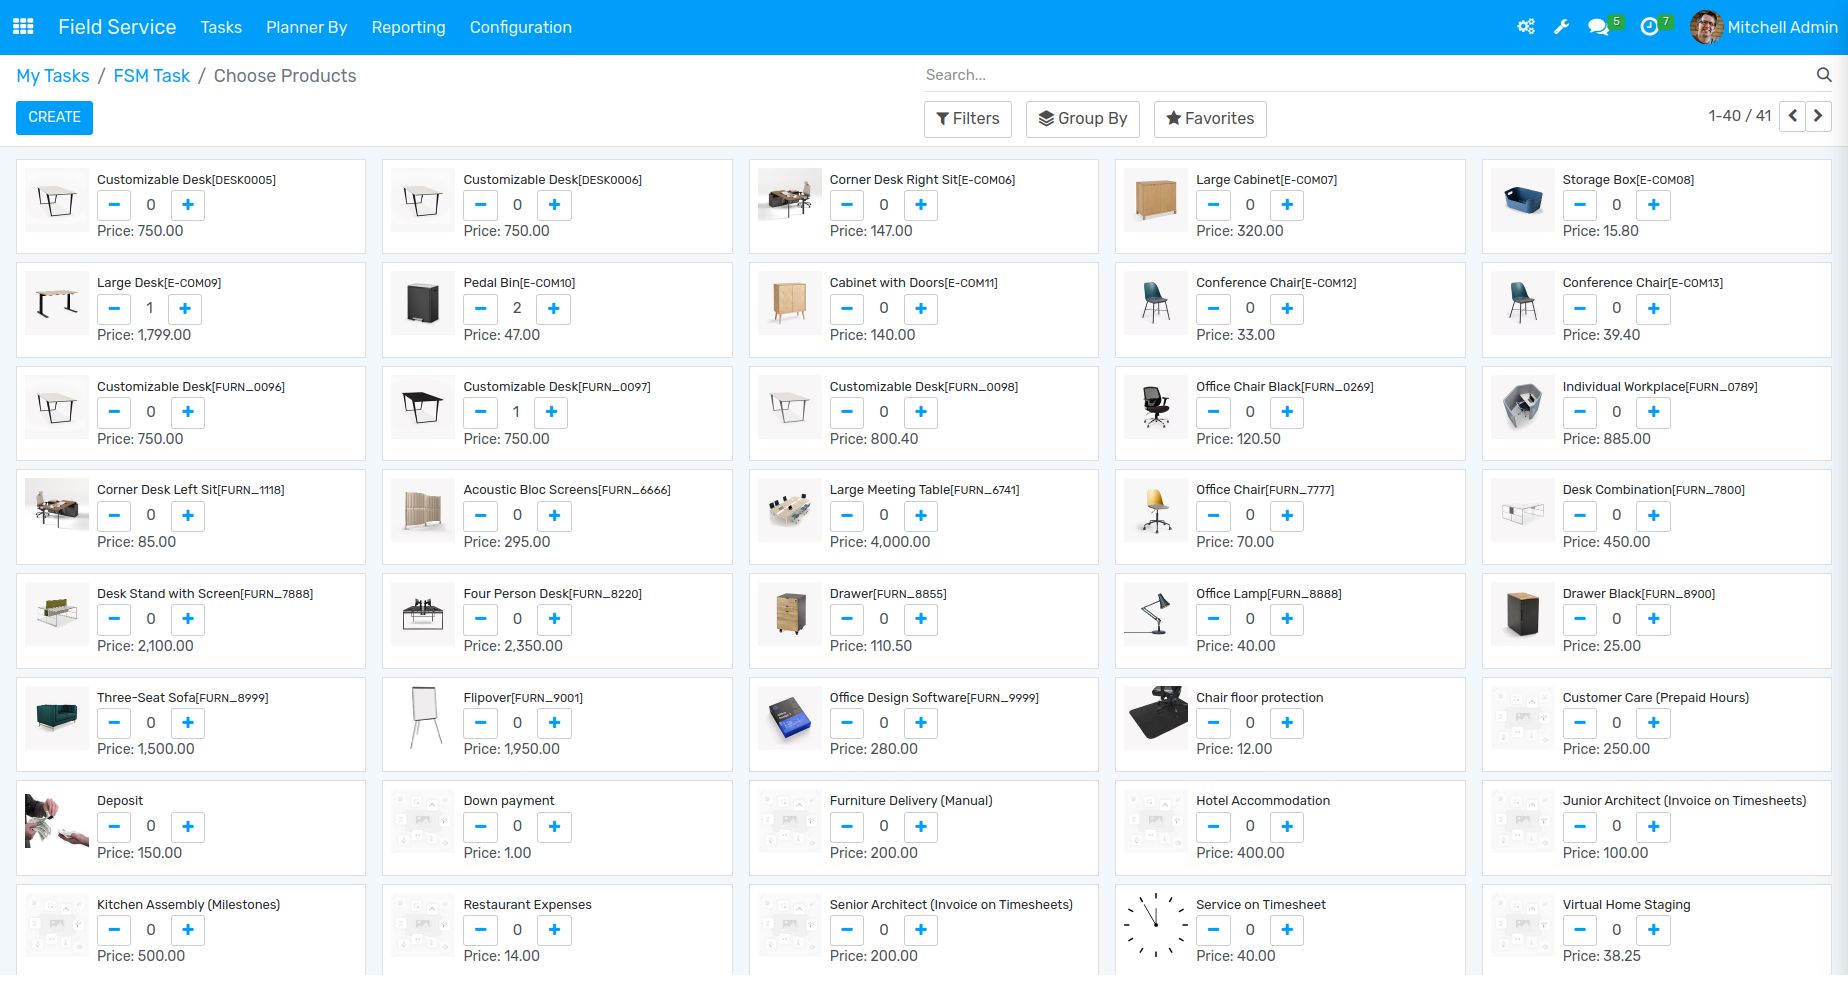 Field Service Tasks Planner By Reporting Configuration 5 7 Mitchell Admin
My Tasks / FSM Task / Choose Products Search...
CREATE Filters Group By Favorites 1-40 / 41
Customizable Desk[DESK0005] Customizable Desk[DESK0006] Corner Desk Right Sit[E-COM06] Large Cabinet[E-COM07] Storage Box[E-COM08]
0 0 0 0 0
Price: 750.00 Price: 750.00 Price: 147.00 Price: 320.00 Price: 15.80
Large Desk[E-COM09] Pedal Bin[E-COM10] Cabinet with Doors[E-COM11] Conference Chair[E-COM12] Conference Chair[E-COM13]
1 2 0 0 0
Price: 1,799.00 Price: 47.00 Price: 140.00 Price: 33.00 Price: 39.40
Customizable Desk[FURN_0096] Customizable Desk[FURN_0097] Customizable Desk[FURN_0098] Office Chair Black[FURN_0269] Individual Workplace[FURN_0789]
0 1 0 0 0
Price: 750.00 Price: 750.00 Price: 800.40 Price: 120.50 Price: 885.00
Corner Desk Left Sit[FURN_1118] Acoustic Bloc Screens[FURN_6666] Large Meeting Table[FURN_6741] Office Chair[FURN_7777] Desk Combination[FURN_7800]
0 0 0 0 0
Price: 85.00 Price: 295.00 Price: 4,000.00 Price: 70.00 Price: 450.00
Desk Stand with Screen[FURN_7888] Four Person Desk[FURN_8220] Drawer[FURN_8855] Office Lamp[FURN_8888] Drawer Black[FURN_8900]
0 0 0 0 0
Price: 2,100.00 Price: 2,350.00 Price: 110.50 Price: 40.00 Price: 25.00
Three-Seat Sofa[FURN_8999] Flipover[FURN_9001] Office Design Software[FURN_9999] Chair floor protection Customer Care (Prepaid Hours)
0 0 0 0 0
Price: 1,500.00 Price: 1,950.00 Price: 280.00 Price: 12.00 Price: 250.00
Deposit Down payment Furniture Delivery (Manual) Hotel Accommodation Junior Architect (Invoice on Timesheets)
0 0 0 0 0
Price: 150.00 Price: 1.00 Price: 200.00 Price: 400.00 Price: 100.00
Kitchen Assembly (Milestones) Restaurant Expenses Senior Architect (Invoice on Timesheets) Service on Timesheet Virtual Home Staging
0 0 0 0 0
Price: 500.00 Price: 14.00 Price: 200.00 Price: 40.00 Price: 38.25